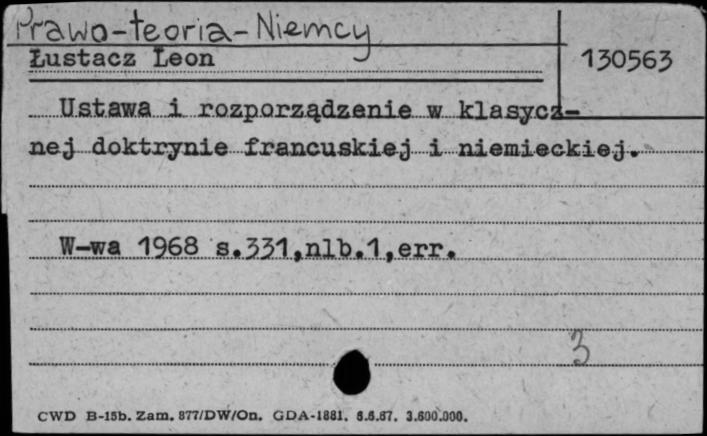 Prawo-teoria-Niemcy
Łustacz Leon
130563
Ustawa i rozporządzenie w klasycz-
nej doktrynie francuskiej i niemieckiej.
W-wa 1968 s.331,nlb.1,err.
3
CWD B-15b. Zam. 877/DW/On. GDA-1881. 6.6.67. 3.600.000.